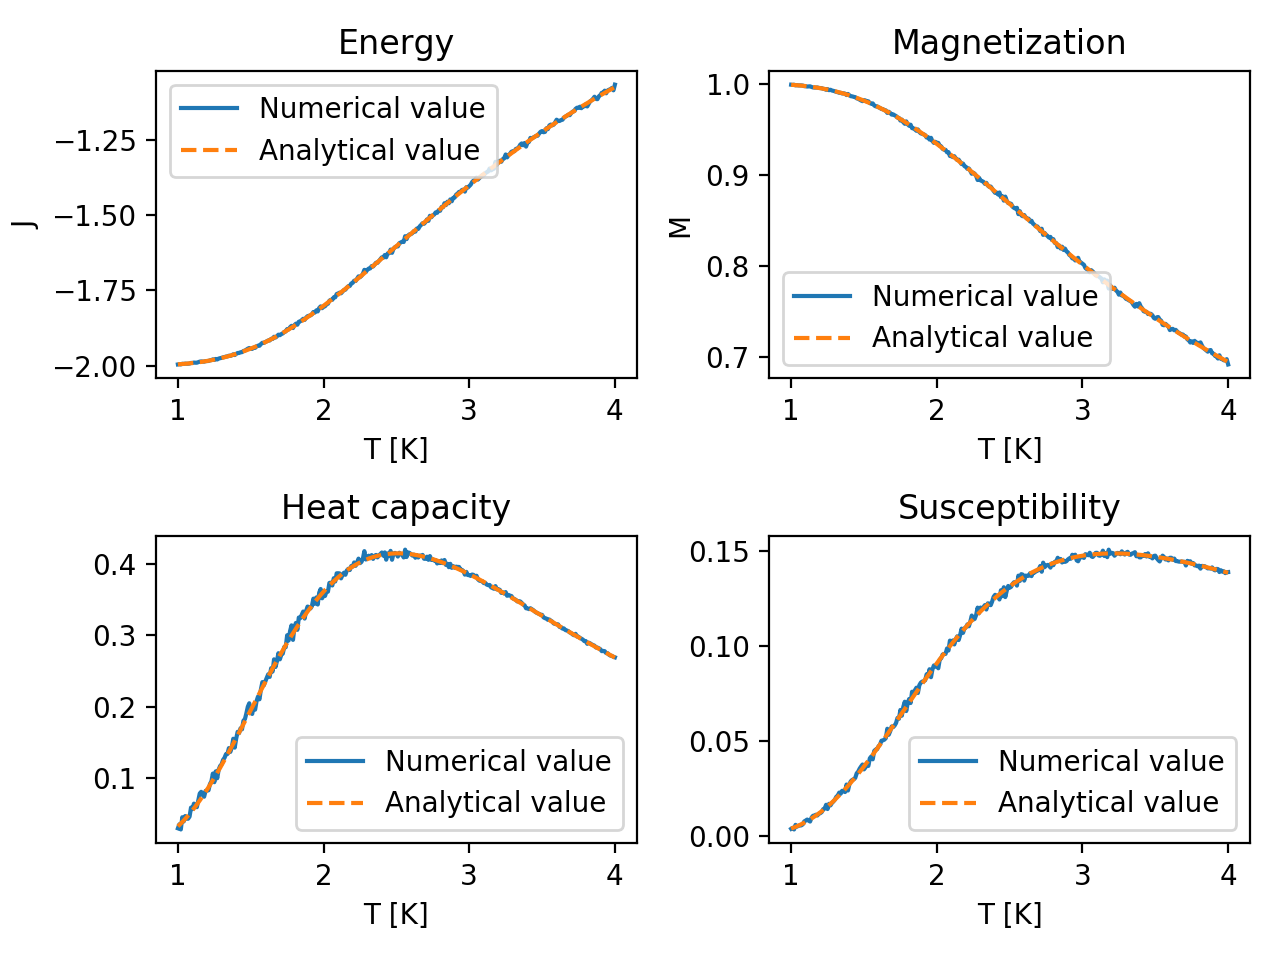 Energy
Numerical value
Analytical value
−1.25
−1.50
−1.75
−2.00
J
1 2 3 4
T [K]
Magnetization
1.0
0.9
0.8
0.7
M
Numerical value
Analytical value
1 2 3 4
T [K]
Heat capacity
0.4
0.3
0.2
0.1
Numerical value
Analytical value
1 2 3 4
T [K]
Susceptibility
0.15
0.10
0.05
0.00
Numerical value
Analytical value
1 2 3 4
T [K]